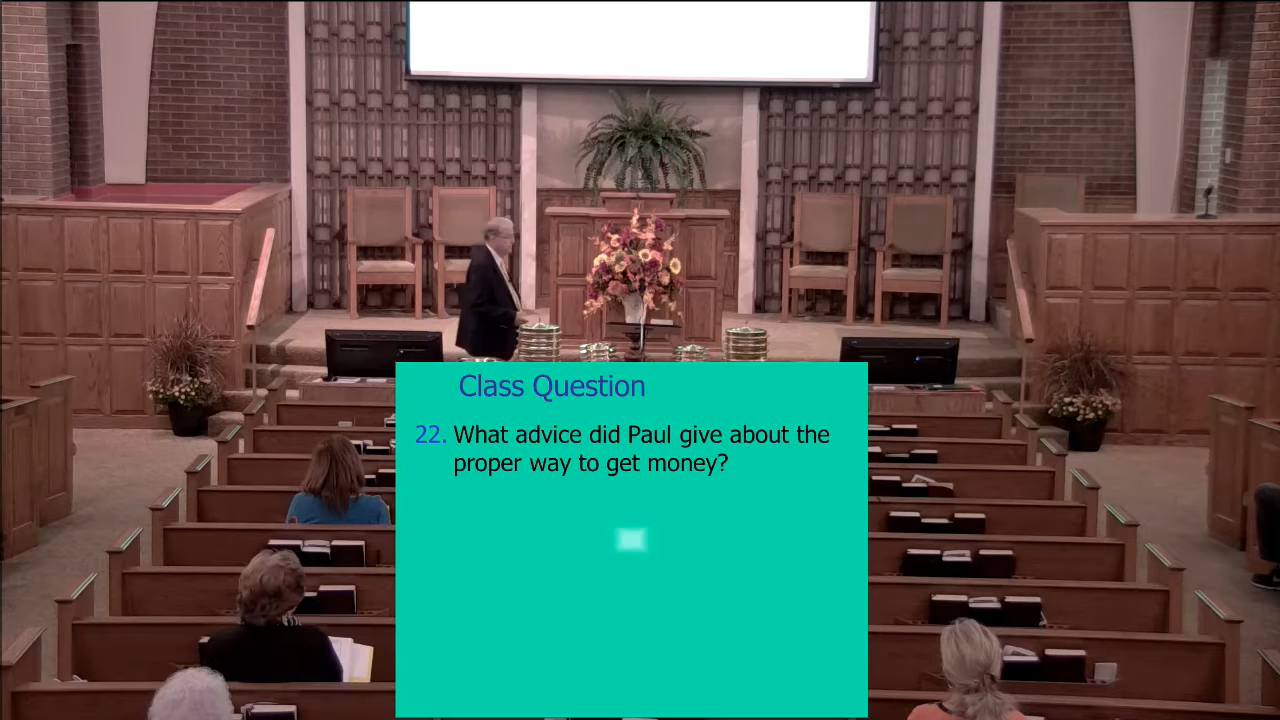 Class Question
22. What advice did Paul give about the
proper way to get money?